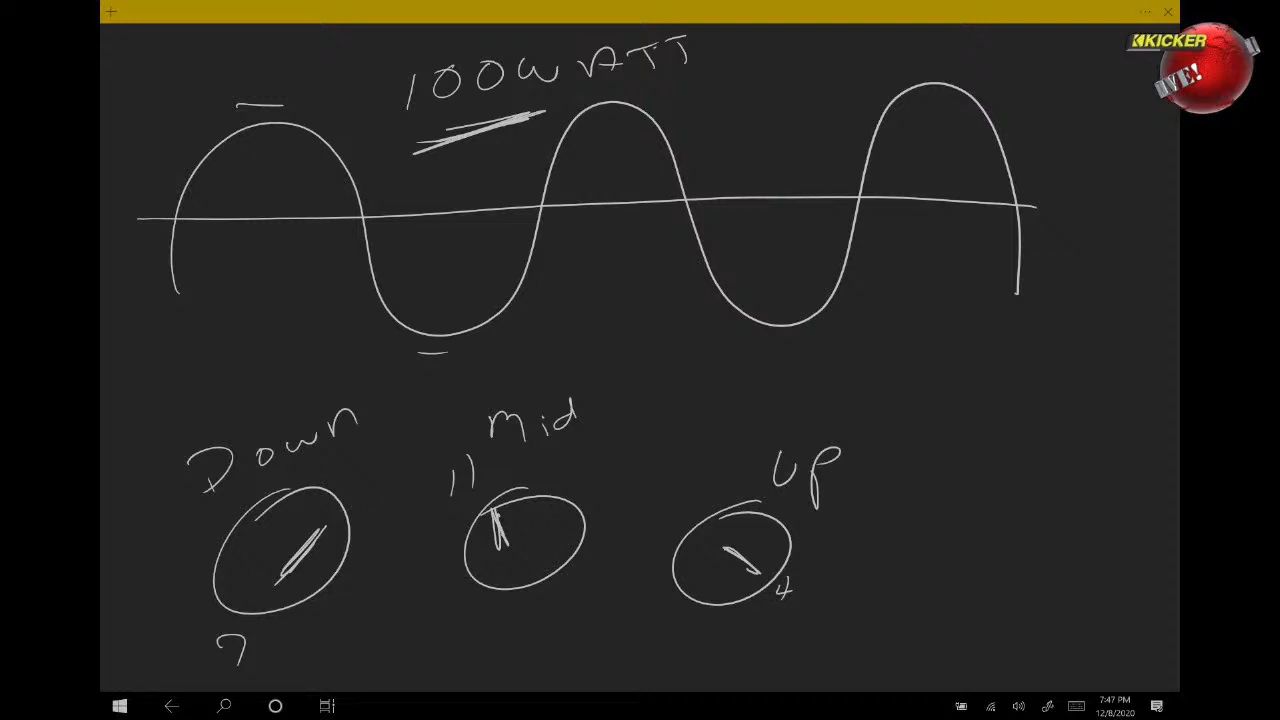 KICKER
LIVE!
100WATT
Down
Mid
UP
11
4
7
7:47 PM
12/8/2020